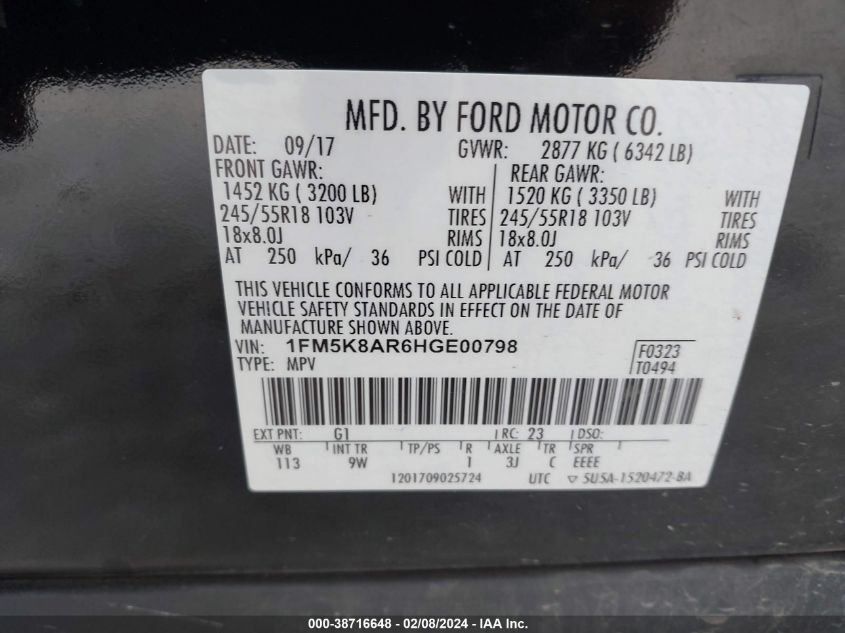 MFD. BY FORD MOTOR CO.
DATE: 09/17 GVWR: 2877 KG ( 6342 LB)
FRONT GAWR: REAR GAWR:
1452 KG ( 3200 LB) WITH 1520 KG ( 3350 LB) WITH
245/55R18 103V TIRES 245/55R18 103V TIRES
18x8.0J RIMS 18x8.0J RIMS
AT 250 kPa/ 36 PSI COLD AT 250 kPa/ 36 PSI COLD
THIS VEHICLE CONFORMS TO ALL APPLICABLE FEDERAL MOTOR
VEHICLE SAFETY STANDARDS IN EFFECT ON THE DATE OF
MANUFACTURE SHOWN ABOVE.
VIN: 1FM5K8AR6HGE00798 F0323
TYPE: MPV T0494
EXT PNT: G1 RC: 23 DSO:
WB INT TR TP/PS R AXLE TR SPR
113 9W 1 3J C EEEE
1201709025724 UTC ▽ 5U5A-1520472-BA
000-38716648 - 02/08/2024 - IAA Inc.